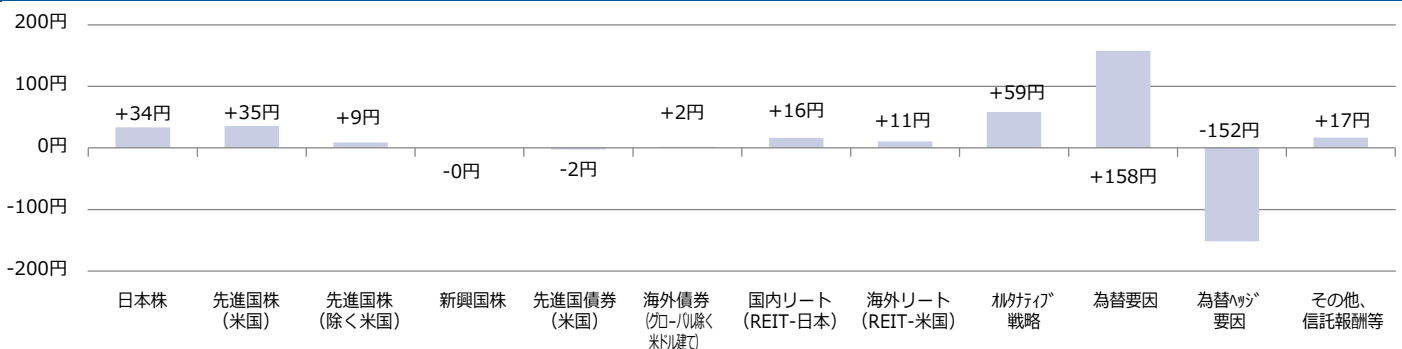 200円
100円
0円
-100円
-200円
+34円
+35円
+9円
-0円
-2円
+2円
+16円
+11円
+59円
+158円
-152円
+17円
日本株
先進国株
（米国）
先進国株
（除く米国）
新興国株
先進国債券
（米国）
海外債券
（グローバル除く
米ドル建て）
国内リート
（REIT-日本）
海外リート
（REIT-米国）
オルタナティブ
戦略
為替要因
為替ヘッジ
要因
その他、
信託報酬等